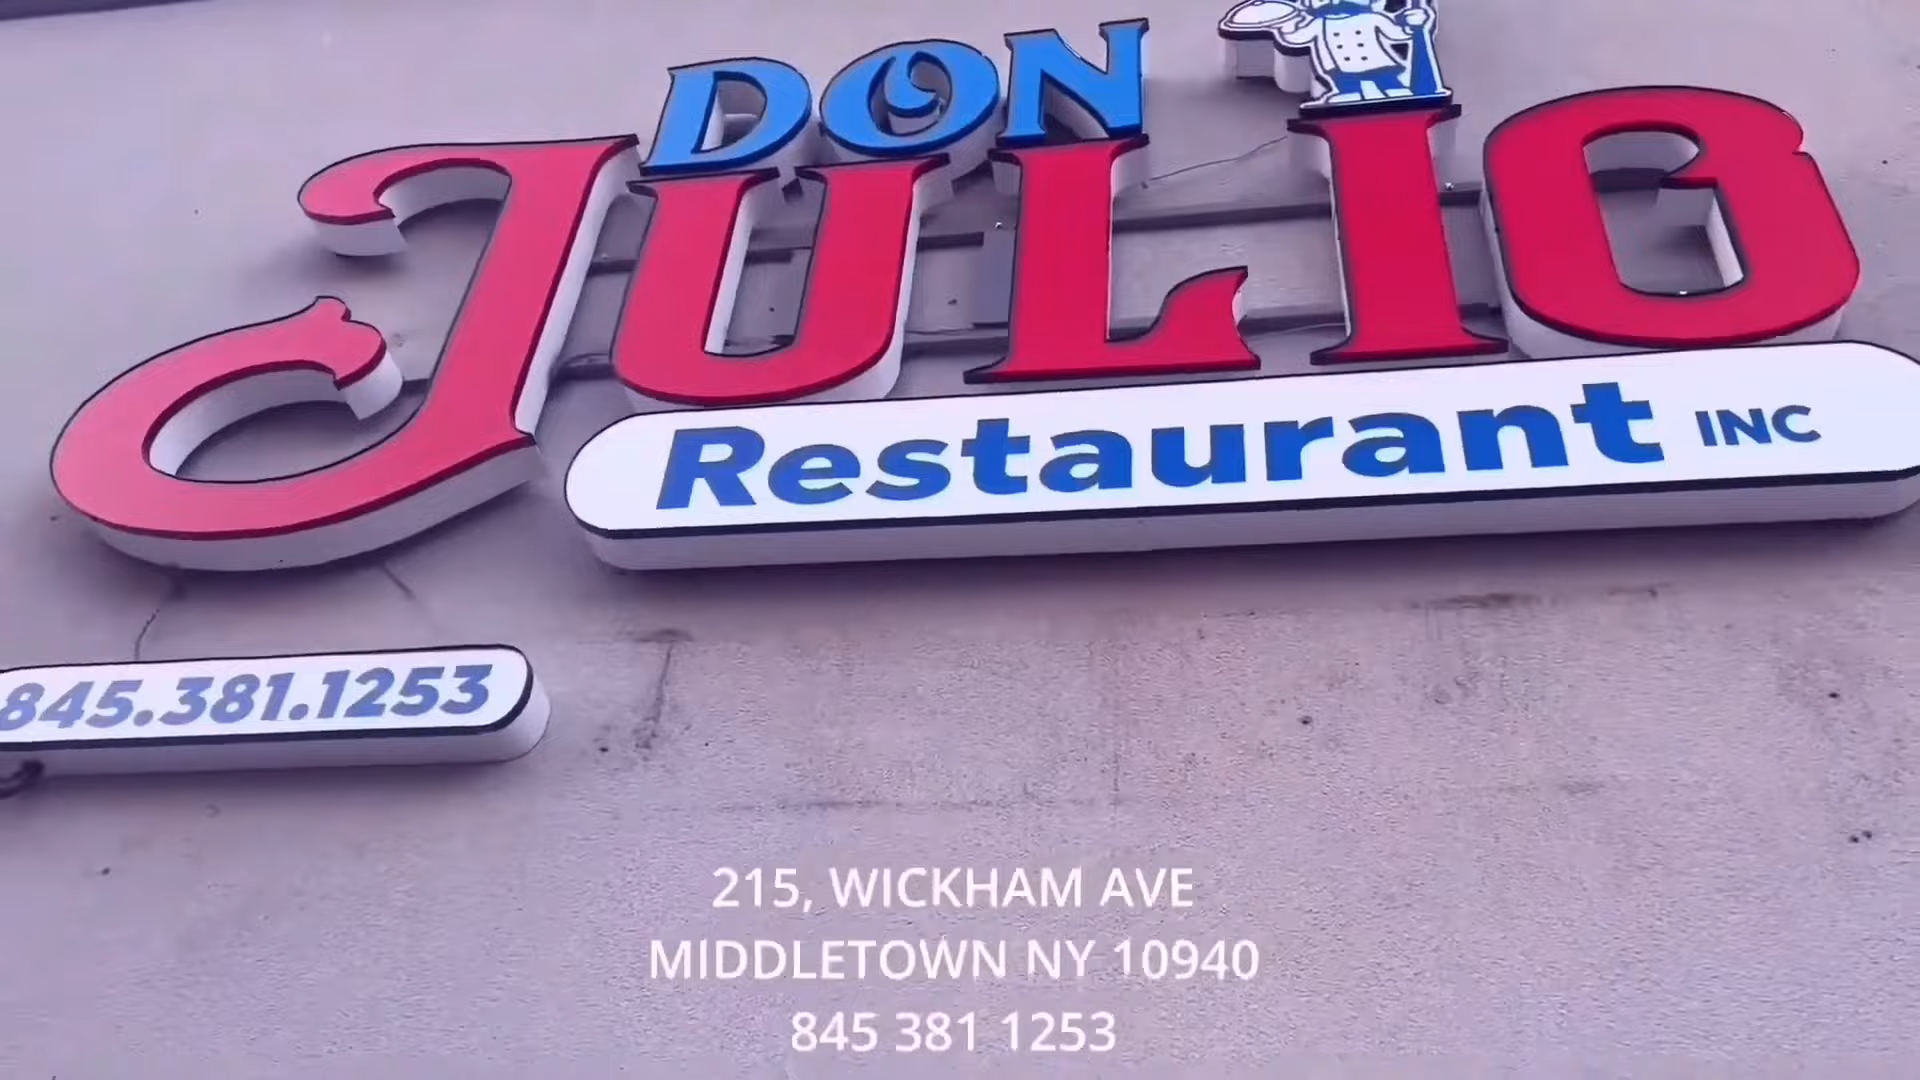 DON
JULIO
Restaurant INC
845.381.1253
215, WICKHAM AVE
MIDDLETOWN NY 10940
845 381 1253